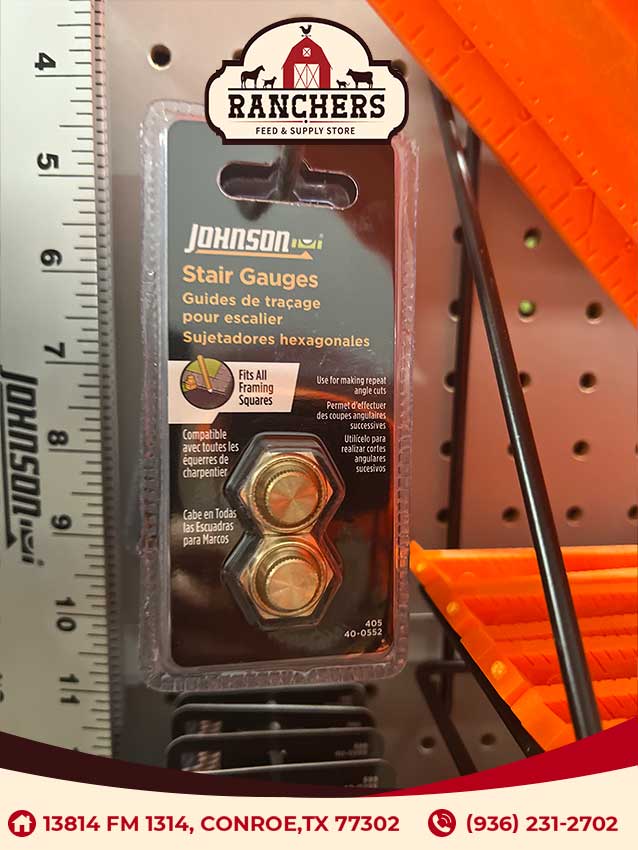 RANCHERS
FEED & SUPPLY STORE
JOHNSON
Stair Gauges
Guides de traçage
pour escalier
Sujetadores hexagonales
Fits All
Framing
Squares
Use for making repeat
angle cuts
Permet d'effectuer
des coupes angulaires
successives
Utilícelo para
realizar cortes
angulares
sucesivos
Compatible
avec toutes les
équerres de
charpentier
Cabe en Todas
las Escuadras
para Marcos
405
40-0552
4
5
6
7
8
9
10
11
JOHNSON
13814 FM 1314, CONROE,TX 77302
(936) 231-2702